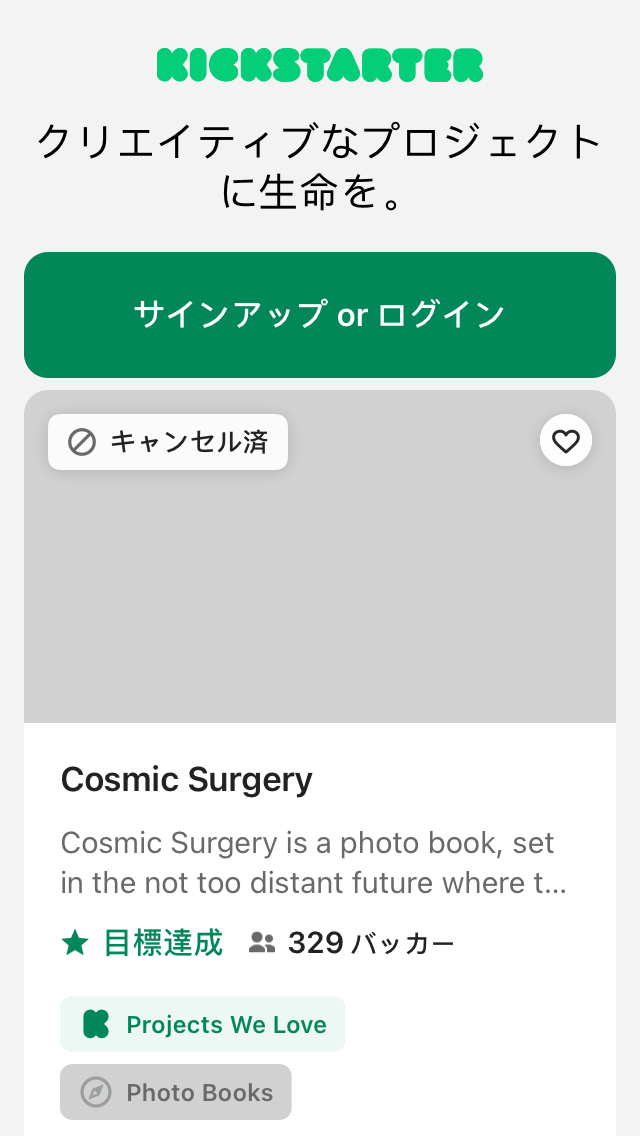 KICKSTARTER
クリエイティブなプロジェクト
に生命を。
サインアップ or ログイン
キャンセル済
Cosmic Surgery
Cosmic Surgery is a photo book, set
in the not too distant future where t...
目標達成 329 バッカー
Projects We Love
Photo Books